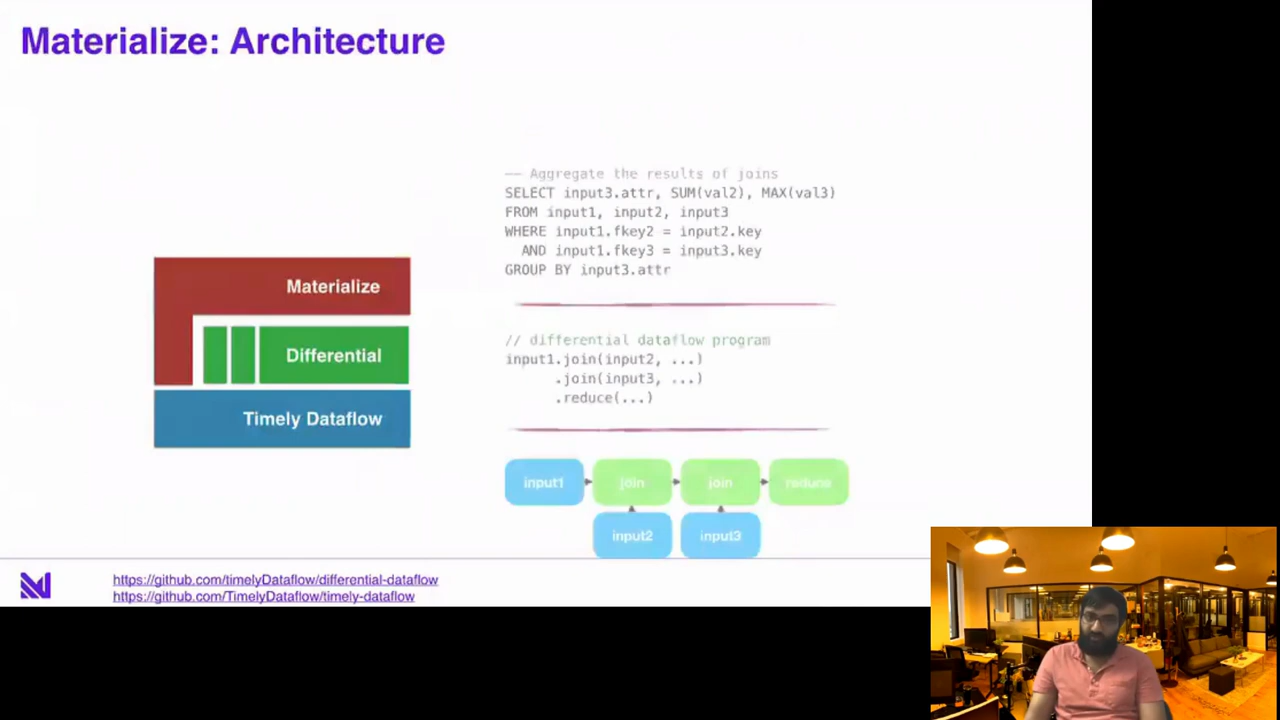 Materialize: Architecture
-- Aggregate the results of joins
SELECT input3.attr, SUM(val2), MAX(val3)
FROM input1, input2, input3
WHERE input1.fkey2 = input2.key
AND input1.fkey3 = input3.key
GROUP BY input3.attr
Materialize
Differential
Timely Dataflow
// differential dataflow program
input1.join(input2, ...)
.join(input3, ...)
.reduce(...)
input1
join
join
reduce
input2
input3
https://github.com/timelyDataflow/differential-dataflow
https://github.com/TimelyDataflow/timely-dataflow